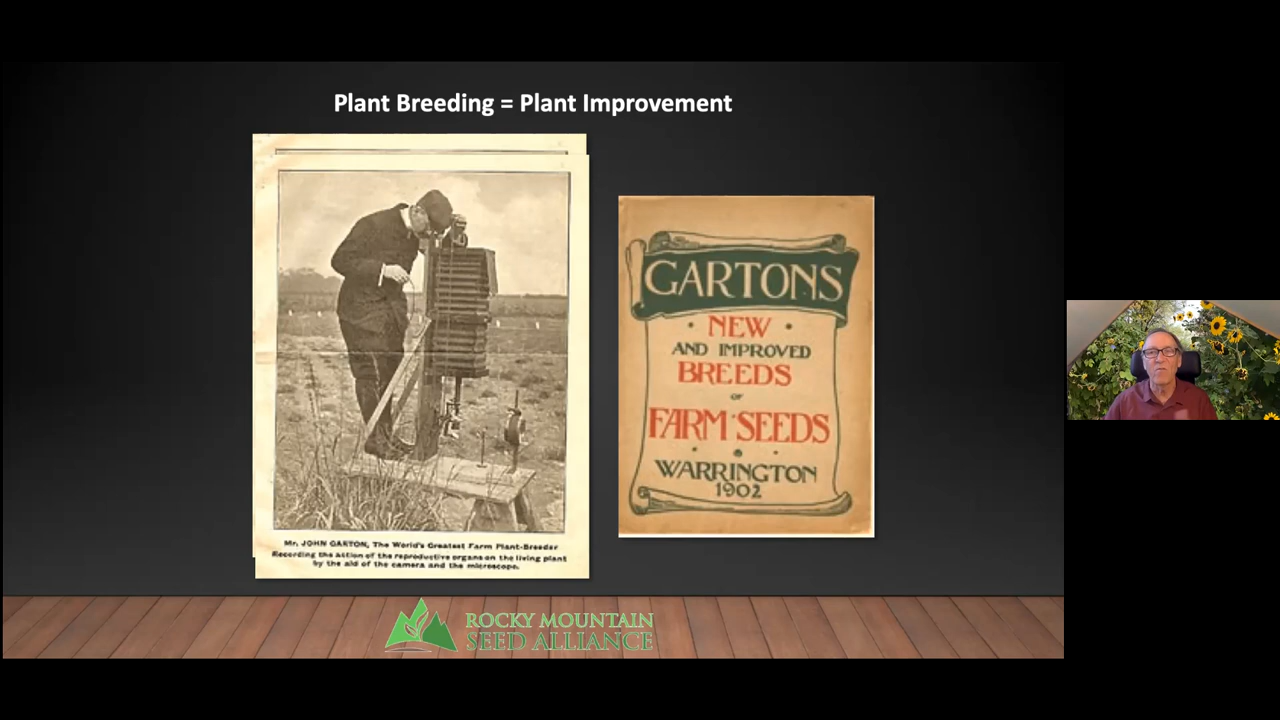 Plant Breeding = Plant Improvement
Mr. JOHN GARTON, The World's Greatest Farm Plant-Breeder
Recording the action of the reproductive organs on the living plant
by the aid of the camera and the microscope.
GARTONS
• NEW •
AND IMPROVED
BREEDS
OF
FARM SEEDS
WARRINGTON
1902
ROCKY MOUNTAIN
SEED ALLIANCE